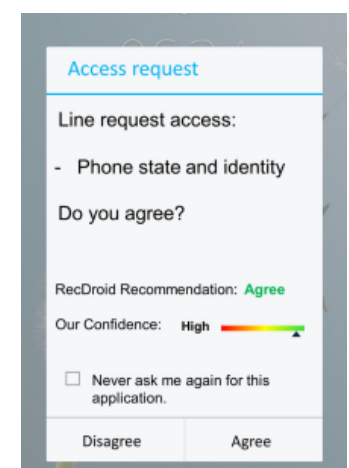 Access request
Line request access:
- Phone state and identity
Do you agree?
RecDroid Recommendation: Agree
Our Confidence: High
Never ask me again for this
application.
Disagree Agree